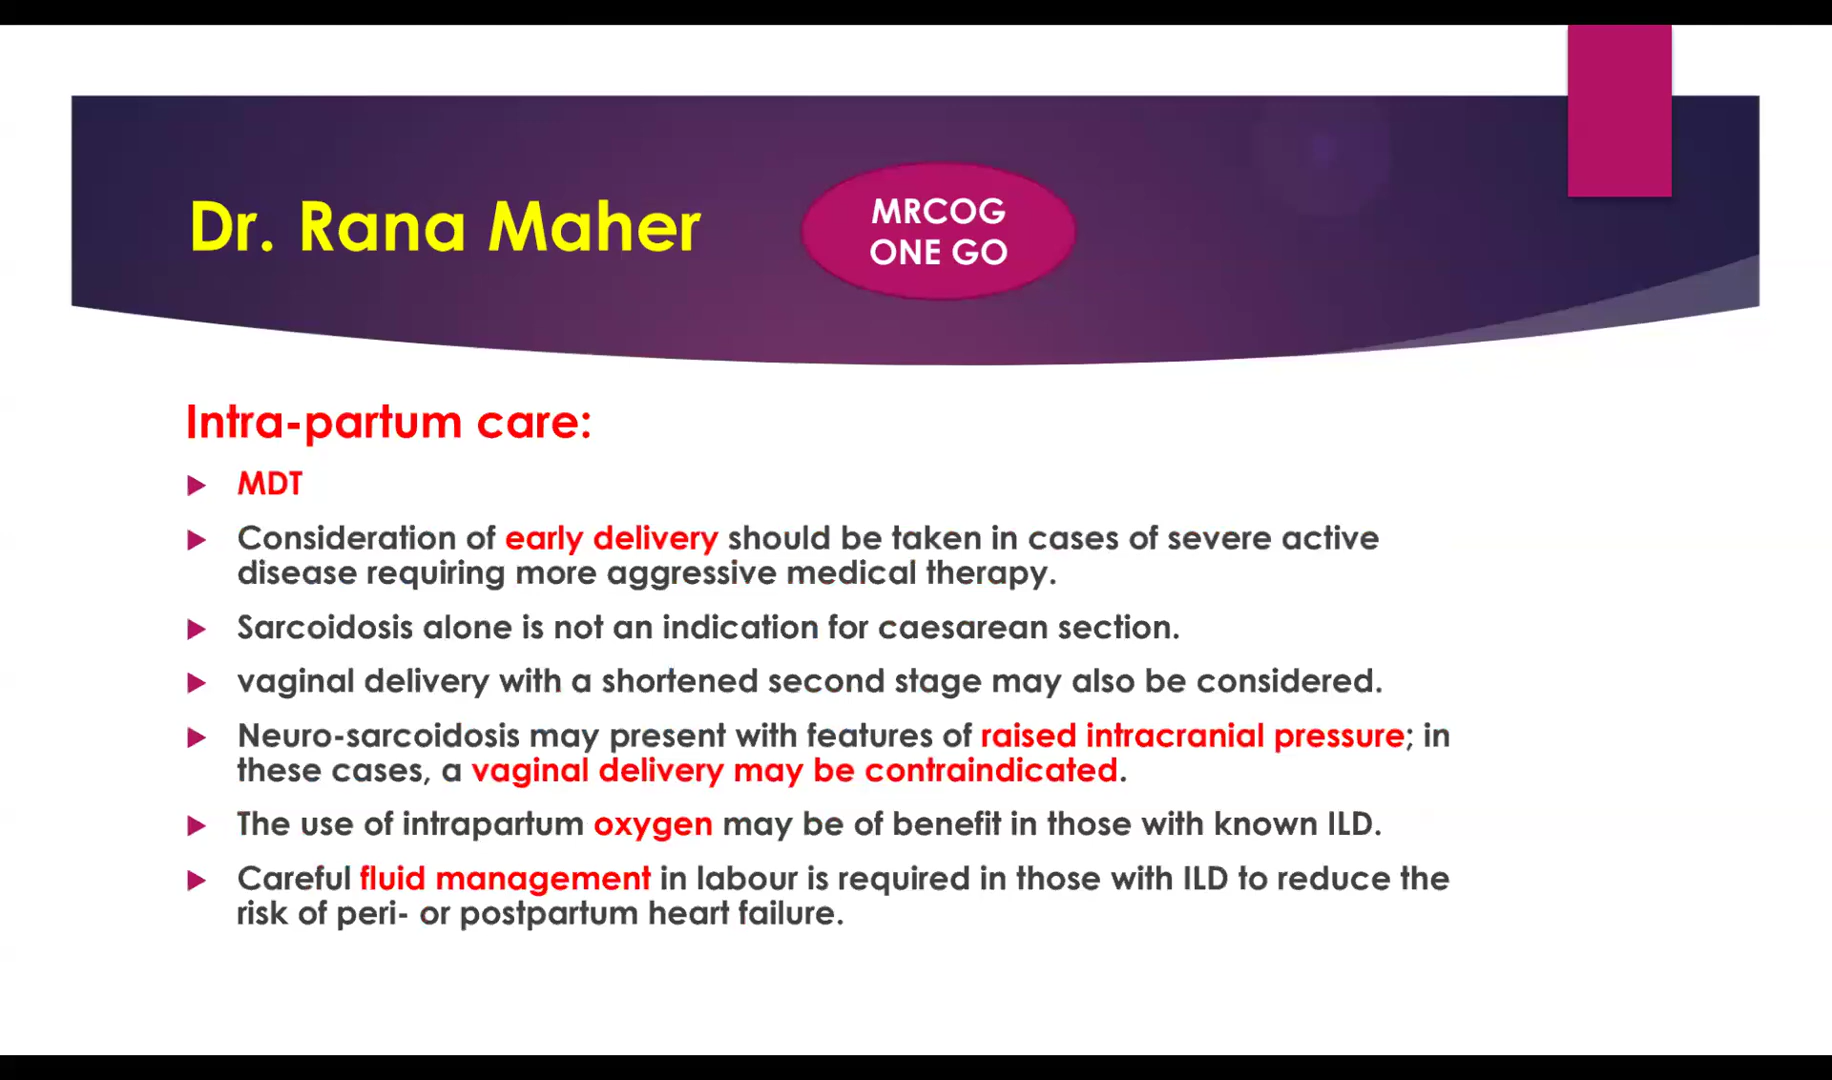 Dr. Rana Maher
MRCOG
ONE GO
Intra-partum care:
MDT
Consideration of early delivery should be taken in cases of severe active
disease requiring more aggressive medical therapy.
Sarcoidosis alone is not an indication for caesarean section.
vaginal delivery with a shortened second stage may also be considered.
Neuro-sarcoidosis may present with features of raised intracranial pressure; in
these cases, a vaginal delivery may be contraindicated.
The use of intrapartum oxygen may be of benefit in those with known ILD.
Careful fluid management in labour is required in those with ILD to reduce the
risk of peri- or postpartum heart failure.